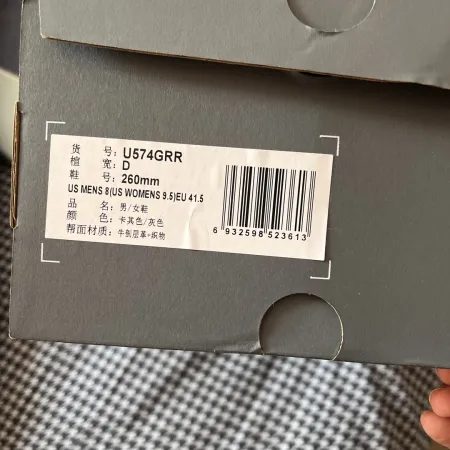 货 号: U574GRR
楦 宽: D
鞋 号: 260mm
US MENS 8(US WOMENS 9.5)EU 41.5
品 名: 男/女鞋
颜 色: 卡其色/灰色
帮面材质: 牛剖层革+织物
6 932598 523613